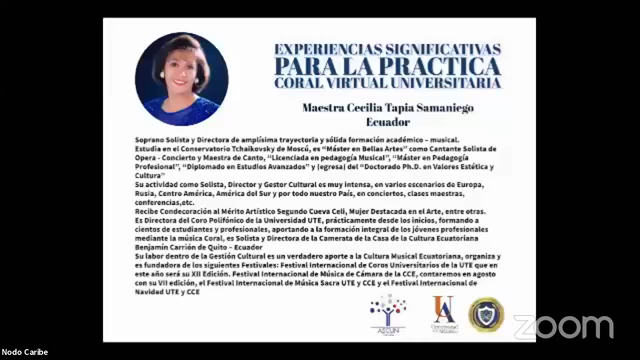 EXPERIENCIAS SIGNIFICATIVAS
PARA LA PRACTICA
CORAL VIRTUAL UNIVERSITARIA
Maestra Cecilia Tapia Samaniego
Ecuador
Soprano Solista y Directora de amplísima trayectoria y sólida formación académico – musical.
Estudia en el Conservatorio Tchaikovsky de Moscú, es “Máster en Bellas Artes” como Cantante Solista de
Opera - Concierto y Maestra de Canto, “Licenciada en pedagogía Musical”, “Máster en Pedagogía
Profesional”, “Diplomado en Estudios Avanzados” y (egresa) del “Doctorado Ph.D. en Valores Estética y
Cultura”
Su actividad como Solista, Director y Gestor Cultural es muy intensa, en varios escenarios de Europa,
Rusia, Centro América, América del Sur y por todo nuestro País, en conciertos, clases maestras,
conferencias,etc.
Recibe Condecoración al Mérito Artístico Segundo Cueva Celi, Mujer Destacada en el Arte, entre otras.
Es Directora del Coro Polifónico de la Universidad UTE, prácticamente desde los inicios, formando a
cientos de estudiantes y profesionales, aportando a la formación integral de los jóvenes profesionales
mediante la música Coral, es Solista y Directora de la Camerata de la Casa de la Cultura Ecuatoriana
Benjamín Carrión de Quito – Ecuador
Su labor dentro de la Gestión Cultural es un verdadero aporte a la Cultura Musical Ecuatoriana, organiza y
es fundadora de los siguientes Festivales: Festival Internacional de Coros Universitarios de la UTE que en
este año será su XII Edición. Festival Internacional de Música de Cámara de la CCE, contaremos en agosto
con su VII edición, el Festival Internacional de Música Sacra UTE y CCE y el Festival Internacional de
Navidad UTE y CCE
ASCUN
UA
zoom
Nodo Caribe